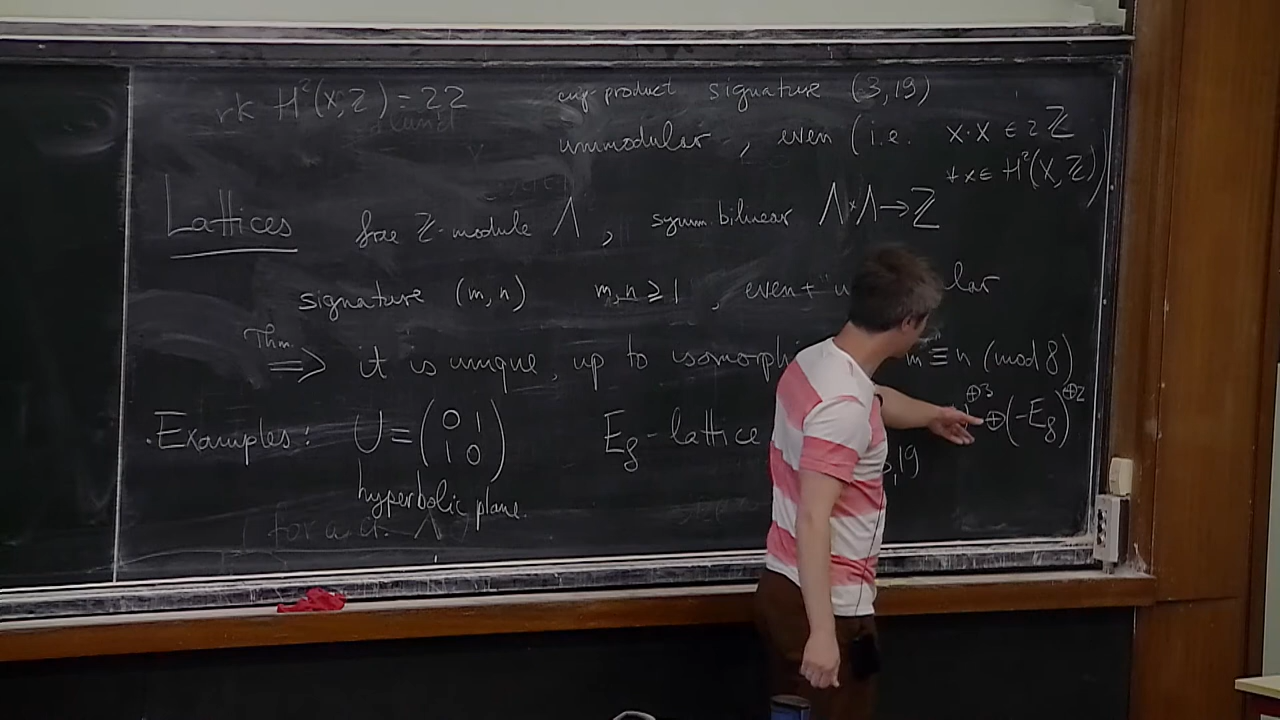 rk H²(X,Z) = 22 cup-product signature (3,19)
unimodular, even (i.e. x·x ∈ 2Z
∀x ∈ H²(X,Z))
Lattices free Z-module Λ, symm. bilinear Λ×Λ→Z
signature (m,n) m,n ≥ 1, even +
Thm. ⟹ it is unique, up to m ≡ n (mod 8)
·Examples: U = (0 1
1 0) E₈-lattice ⊕3 ⊕ (-E₈)⊕2
,19
hyperbolic plane.